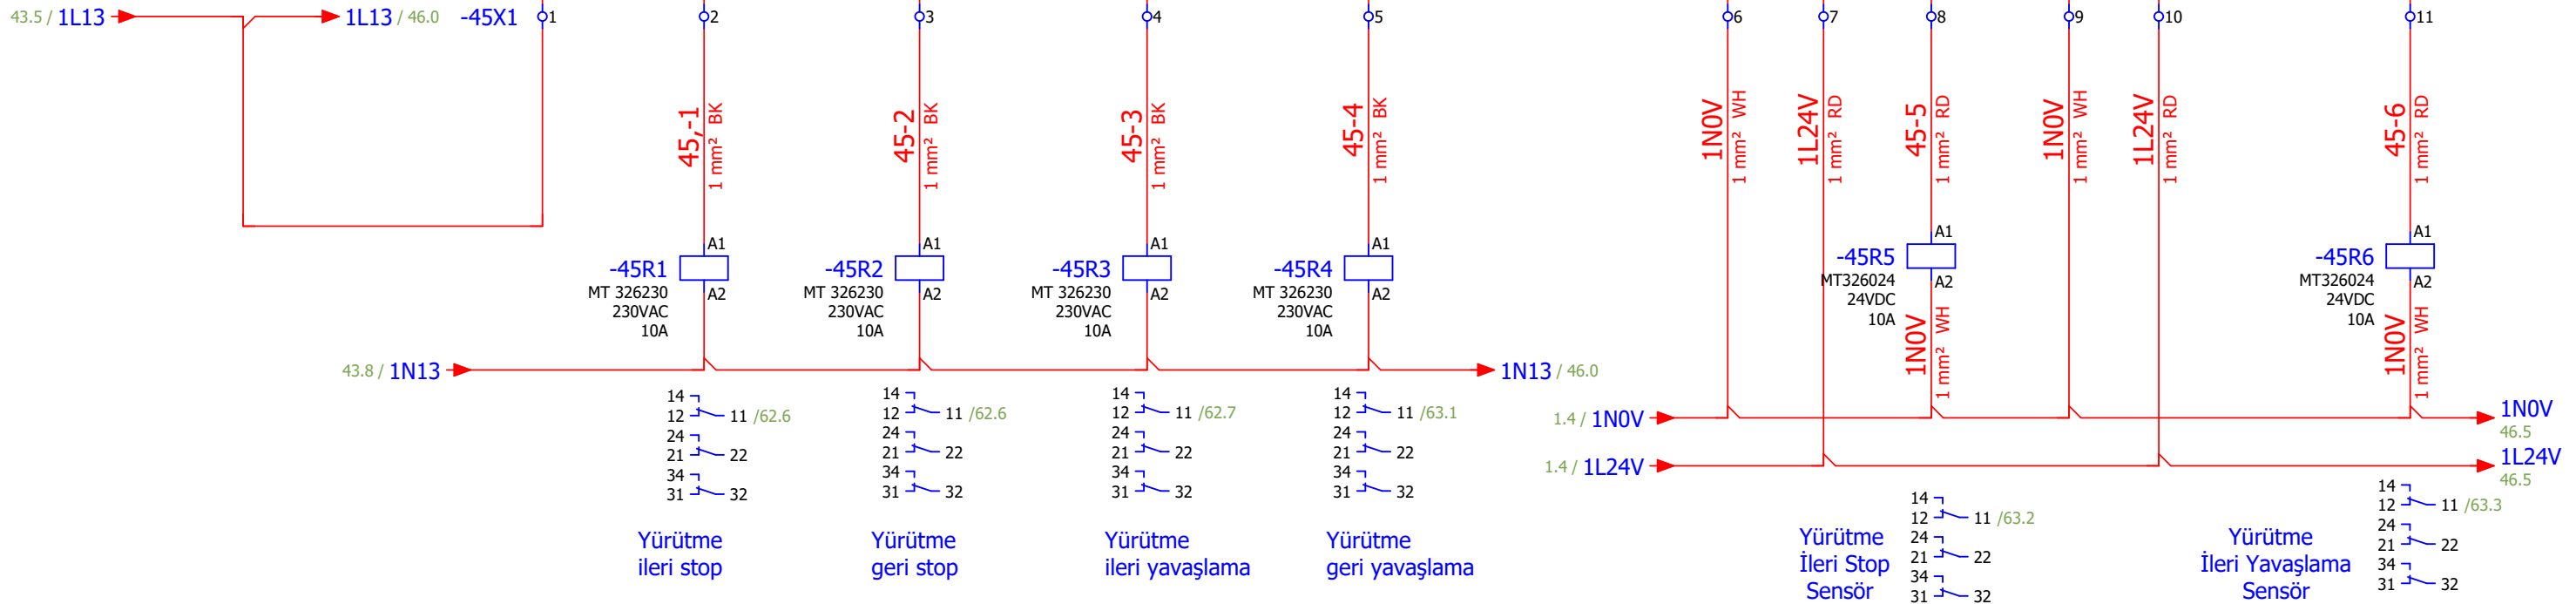 43.5 / 1L13
1L13 / 46.0
-45X1
1
2
3
4
5
6
7
8
9
10
11
45,-1
1 mm² BK
45-2
1 mm² BK
45-3
1 mm² BK
45-4
1 mm² BK
1N0V
1 mm² WH
1L24V
1 mm² RD
45-5
1 mm² RD
1N0V
1 mm² WH
1L24V
1 mm² RD
45-6
1 mm² RD
-45R1
MT 326230
230VAC
10A
A1
A2
-45R2
MT 326230
230VAC
10A
A1
A2
-45R3
MT 326230
230VAC
10A
A1
A2
-45R4
MT 326230
230VAC
10A
A1
A2
-45R5
MT326024
24VDC
10A
A1
A2
1N0V
1 mm² WH
-45R6
MT326024
24VDC
10A
A1
A2
1N0V
1 mm² WH
43.8 / 1N13
1N13 / 46.0
1.4 / 1N0V
1N0V
46.5
1.4 / 1L24V
1L24V
46.5
14
12 11 /62.6
24
21 22
34
31 32
Yürütme
ileri stop
14
12 11 /62.6
24
21 22
34
31 32
Yürütme
geri stop
14
12 11 /62.7
24
21 22
34
31 32
Yürütme
ileri yavaşlama
14
12 11 /63.1
24
21 22
34
31 32
Yürütme
geri yavaşlama
Yürütme
İleri Stop
Sensör
14
12 11 /63.2
24
21 22
34
31 32
Yürütme
İleri Yavaşlama
Sensör
14
12 11 /63.3
24
21 22
34
31 32